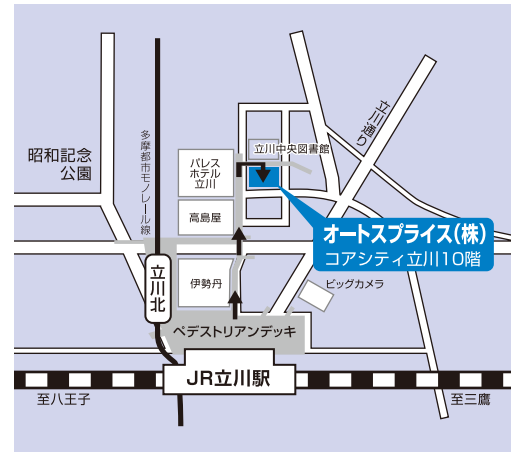 昭和記念
公園
多摩都市モノレール線
立川通り
立川中央図書館
パレス
ホテル
立川
高島屋
オートスプライス(株)
コアシティ立川10階
立川北
伊勢丹
ビッグカメラ
ペデストリアンデッキ
JR立川駅
至八王子
至三鷹